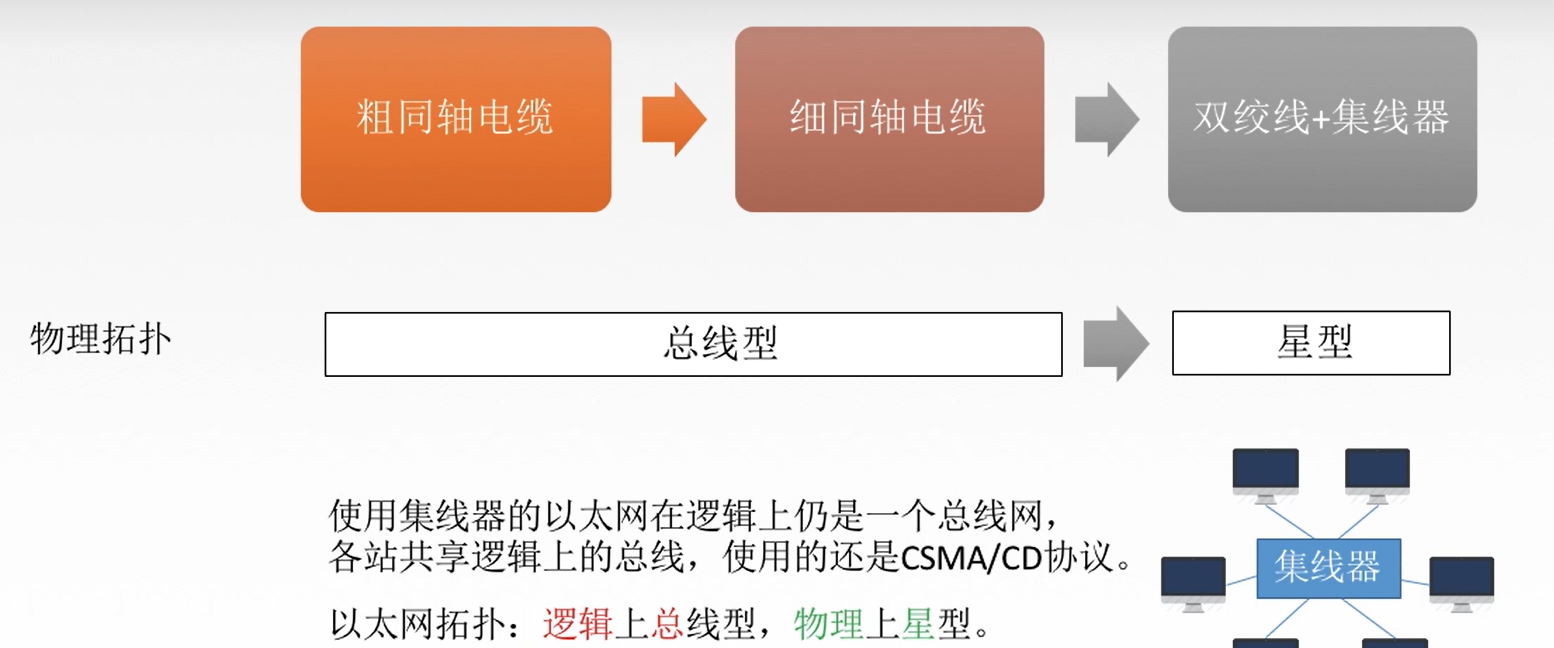 粗同轴电缆
细同轴电缆
双绞线+集线器
物理拓扑
总线型
星型
使用集线器的以太网在逻辑上仍是一个总线网，
各站共享逻辑上的总线，使用的还是CSMA/CD协议。
集线器
以太网拓扑：逻辑上总线型，物理上星型。